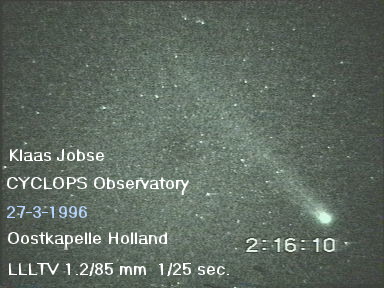 Klaas Jobse
CYCLOPS Observatory
27-3-1996
Oostkapelle Holland
2:16:10
LLLTV 1.2/85 mm 1/25 sec.